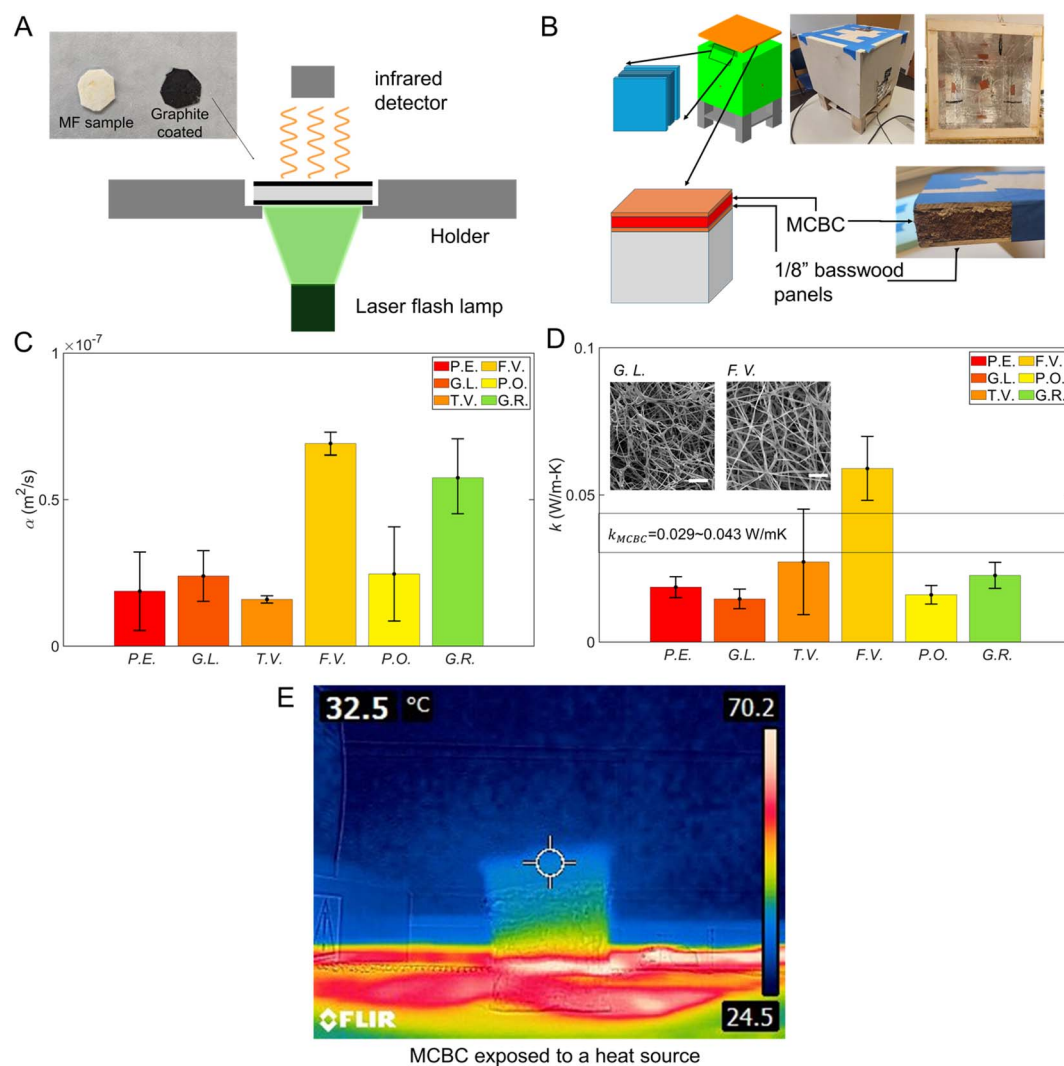 A
MF sample
Graphite
coated
infrared
detector
Holder
Laser flash lamp
B
MCBC
1/8” basswood
panels
C
1 ×10⁻⁷
0.5
0
α (m²/s)
P.E. F.V.
G.L. P.O.
T.V. G.R.
P.E. G.L. T.V. F.V. P.O. G.R.
D
0.1
0.05
0
k (W/m-K)
G. L. F. V.
P.E. F.V.
G.L. P.O.
T.V. G.R.
k_MCBC=0.029~0.043 W/mK
P.E. G.L. T.V. F.V. P.O. G.R.
E
32.5 °C
70.2
24.5
FLIR
MCBC exposed to a heat source